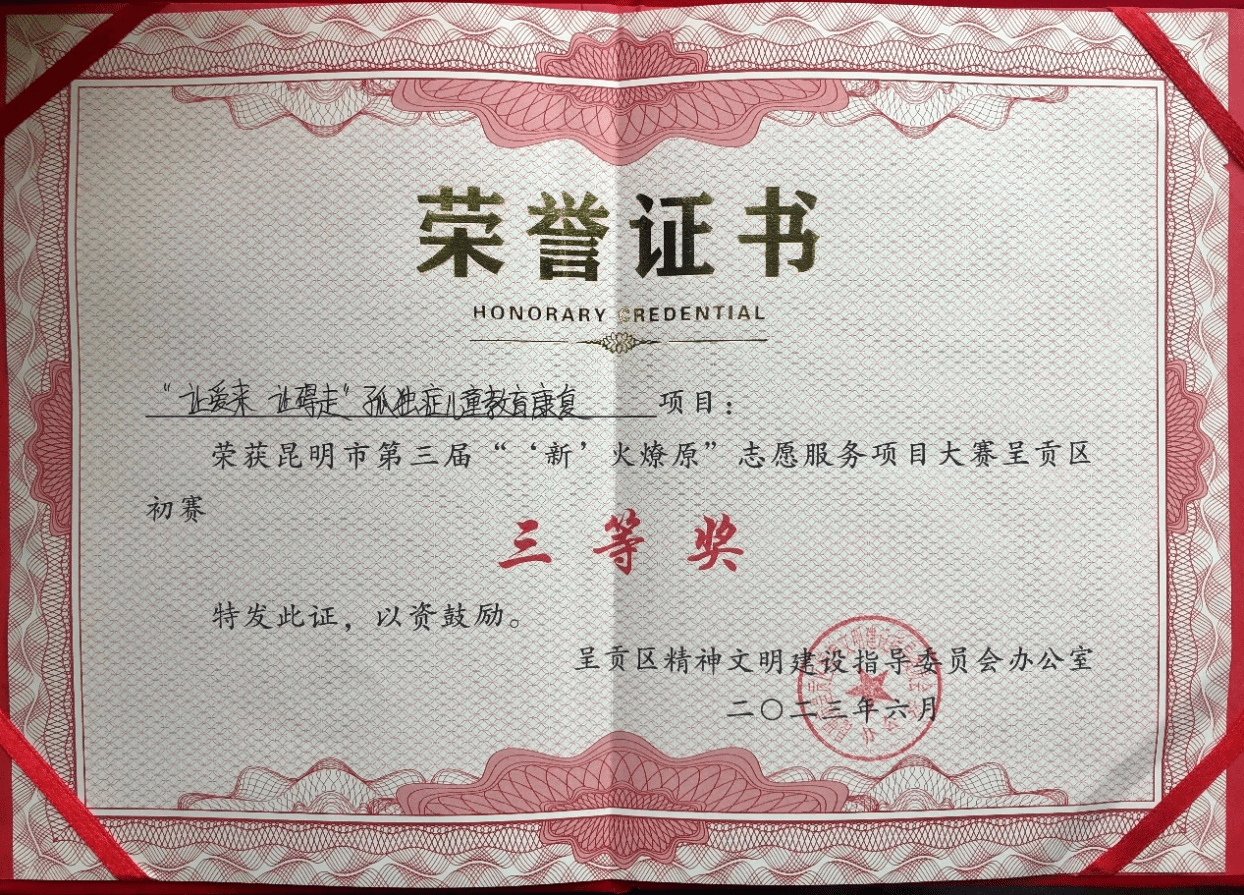 荣誉证书
HONORARY CREDENTIAL
“让爱来 让碍走”孤独症儿童教育康复 项目：
荣获昆明市第三届“‘新’火燎原”志愿服务项目大赛呈贡区
初赛
三等奖
特发此证，以资鼓励。
呈贡区精神文明建设指导委员会办公室
二〇二三年六月
办公室